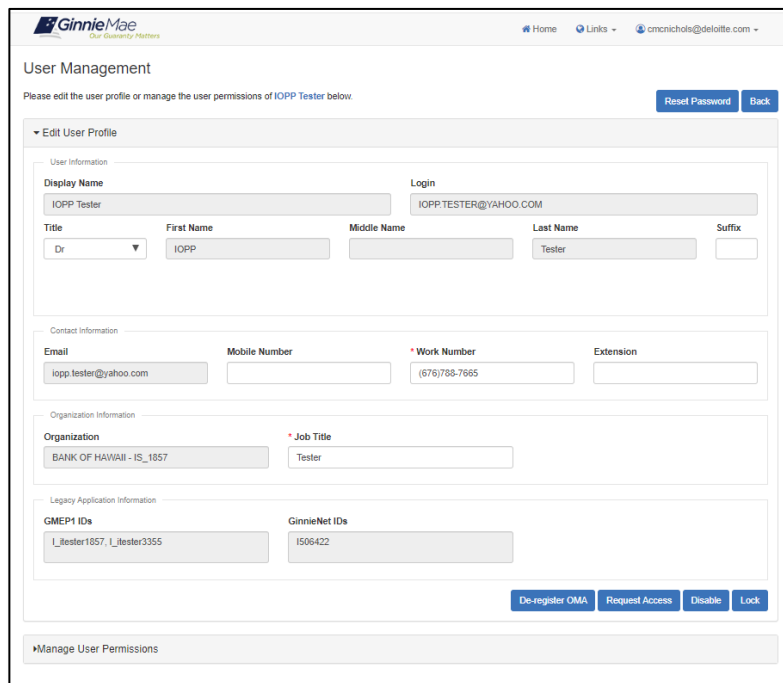 GinnieMae
Our Guaranty Matters
Home Links cmcnichols@deloitte.com
User Management
Please edit the user profile or manage the user permissions of IOPP Tester below.
Reset Password Back
Edit User Profile
User Information
Display Name Login
IOPP Tester IOPP.TESTER@YAHOO.COM
Title First Name Middle Name Last Name Suffix
Dr IOPP Tester
Contact Information
Email Mobile Number * Work Number Extension
iopp.tester@yahoo.com (676)788-7665
Organization Information
Organization * Job Title
BANK OF HAWAII - IS_1857 Tester
Legacy Application Information
GMEP1 IDs GinnieNet IDs
I_itester1857, I_itester3355 I506422
De-register OMA Request Access Disable Lock
Manage User Permissions